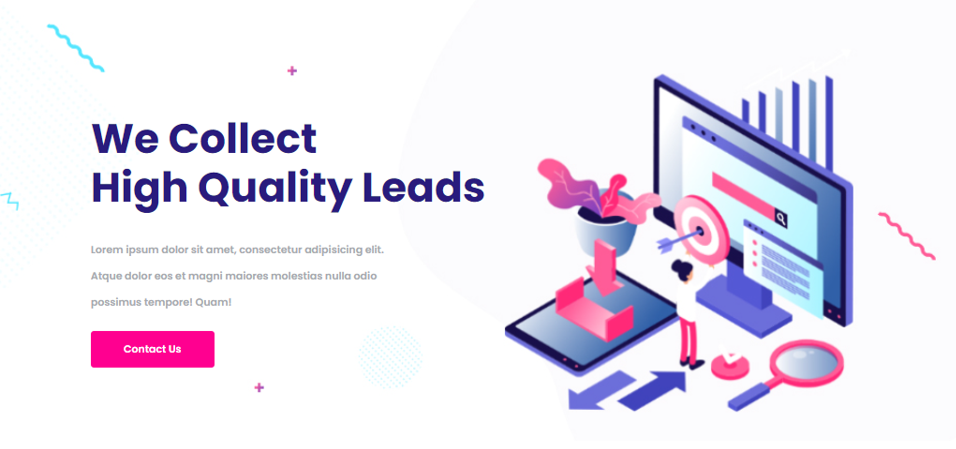 We Collect
High Quality Leads
Lorem ipsum dolor sit amet, consectetur adipisicing elit.
Atque dolor eos et magni maiores molestias nulla odio
possimus tempore! Quam!
Contact Us